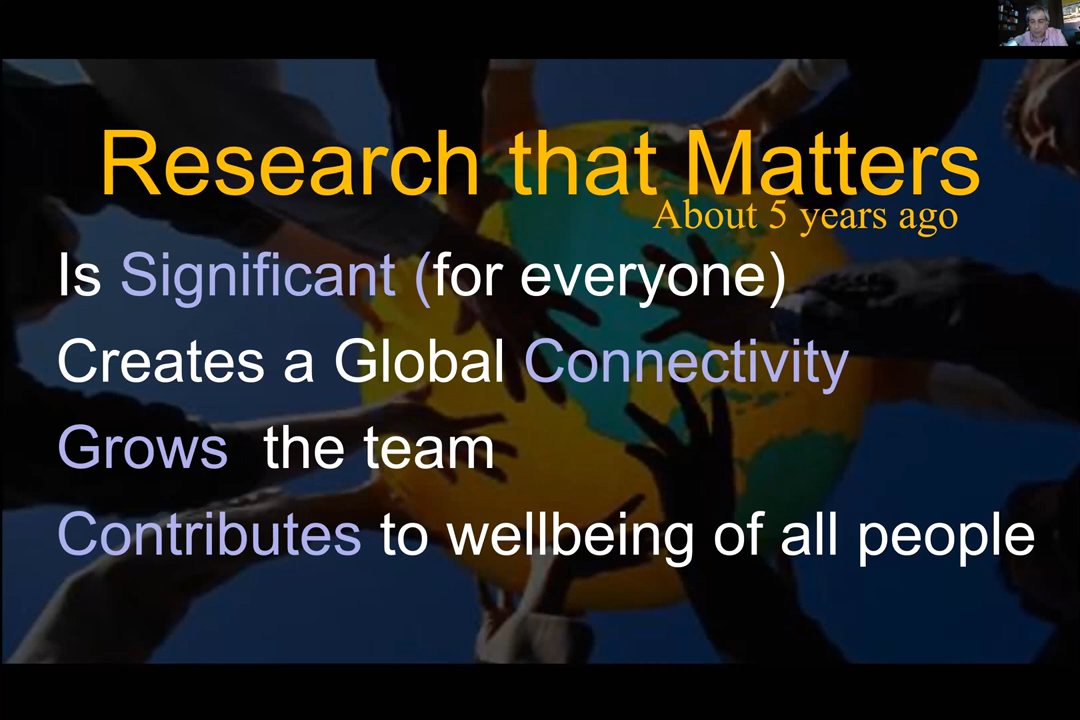 Research that Matters
About 5 years ago
Is Significant (for everyone)
Creates a Global Connectivity
Grows the team
Contributes to wellbeing of all people